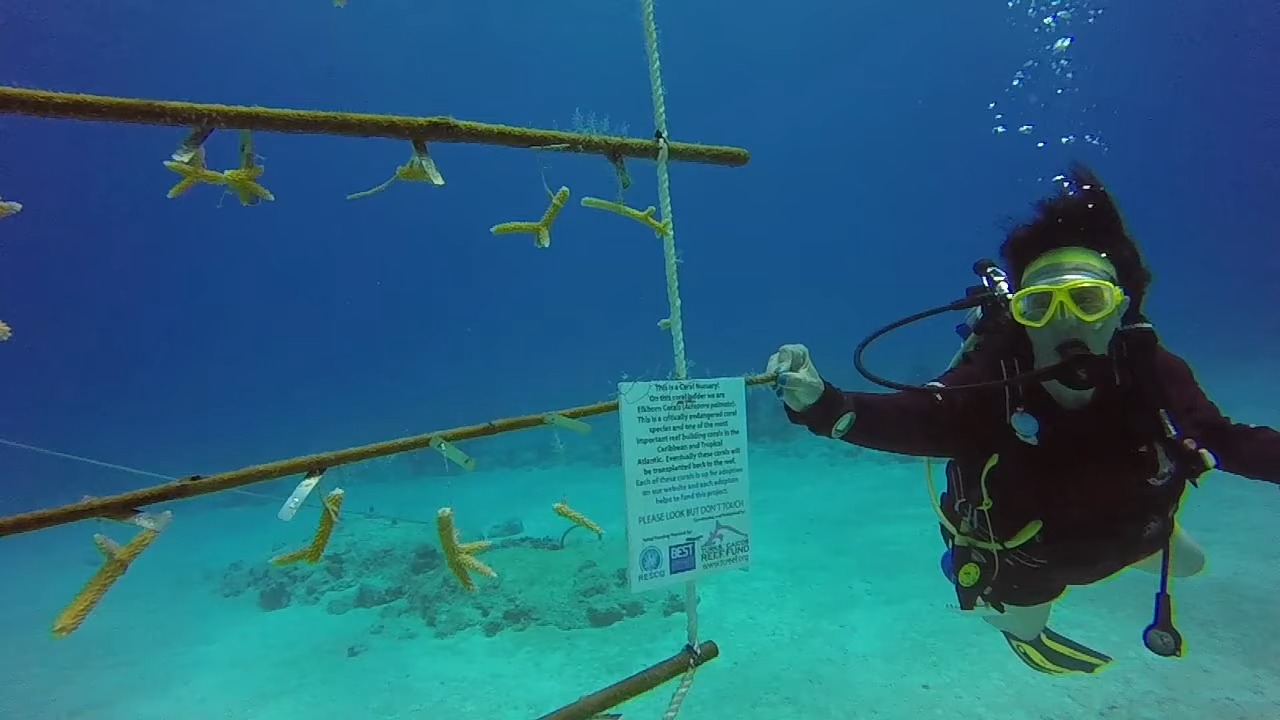 This is a Coral Nursery!
On this coral ladder we are
Elkhorn Corals (Acropora palmata).
This is a critically endangered coral
species and one of the most
important reef building corals in the
Caribbean and Tropical
Atlantic. Eventually these corals will
be transplanted back to the reef.
Each of these corals is up for adoption
on our website and each adoption
helps to fund this project.
PLEASE LOOK BUT DON'T TOUCH
RESCQ
BEST
TURKS & CAICOS
REEF FUND
www.tcreef.org